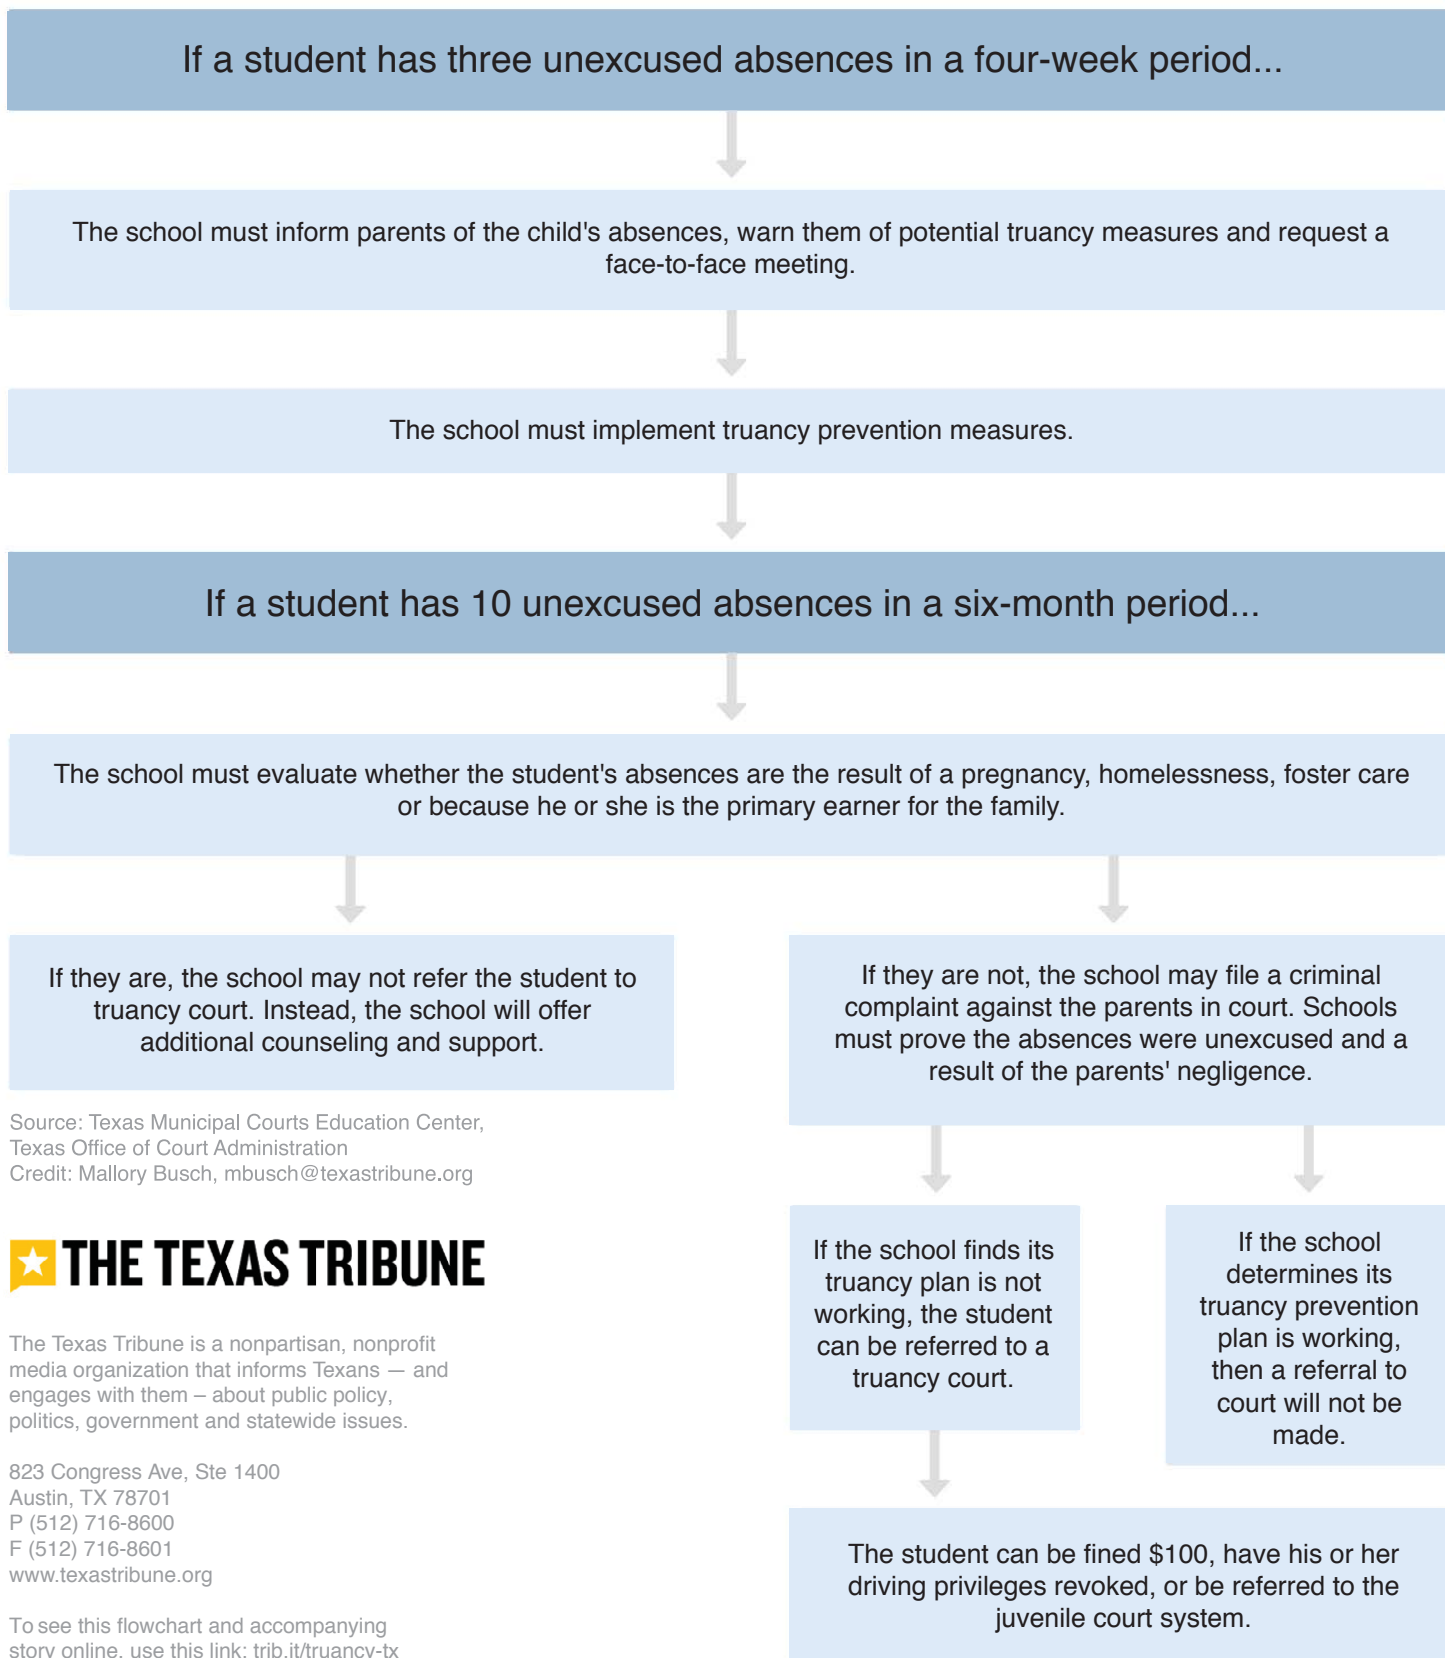 If a student has three unexcused absences in a four-week period...
The school must inform parents of the child's absences, warn them of potential truancy measures and request a
face-to-face meeting.
The school must implement truancy prevention measures.
If a student has 10 unexcused absences in a six-month period...
The school must evaluate whether the student's absences are the result of a pregnancy, homelessness, foster care
or because he or she is the primary earner for the family.
If they are, the school may not refer the student to
truancy court. Instead, the school will offer
additional counseling and support.
If they are not, the school may file a criminal
complaint against the parents in court. Schools
must prove the absences were unexcused and a
result of the parents' negligence.
If the school finds its
truancy plan is not
working, the student
can be referred to a
truancy court.
If the school
determines its
truancy prevention
plan is working,
then a referral to
court will not be
made.
The student can be fined $100, have his or her
driving privileges revoked, or be referred to the
juvenile court system.
Source: Texas Municipal Courts Education Center,
Texas Office of Court Administration
Credit: Mallory Busch, mbusch@texastribune.org
THE TEXAS TRIBUNE
The Texas Tribune is a nonpartisan, nonprofit
media organization that informs Texans — and
engages with them – about public policy,
politics, government and statewide issues.
823 Congress Ave, Ste 1400
Austin, TX 78701
P (512) 716-8600
F (512) 716-8601
www.texastribune.org
To see this flowchart and accompanying
story online, use this link: trib.it/truancy-tx